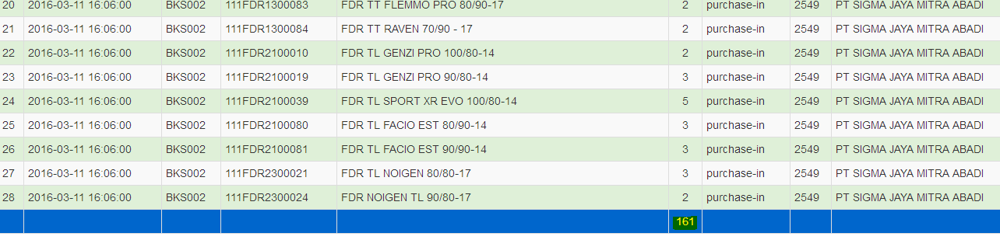 20 2016-03-11 16:06:00 BKS002 111FDR1300083 FDR TT FLEMMO PRO 80/90-17 2 purchase-in 2549 PT SIGMA JAYA MITRA ABADI
21 2016-03-11 16:06:00 BKS002 111FDR1300084 FDR TT RAVEN 70/90 - 17 2 purchase-in 2549 PT SIGMA JAYA MITRA ABADI
22 2016-03-11 16:06:00 BKS002 111FDR2100010 FDR TL GENZI PRO 100/80-14 2 purchase-in 2549 PT SIGMA JAYA MITRA ABADI
23 2016-03-11 16:06:00 BKS002 111FDR2100019 FDR TL GENZI PRO 90/80-14 3 purchase-in 2549 PT SIGMA JAYA MITRA ABADI
24 2016-03-11 16:06:00 BKS002 111FDR2100039 FDR TL SPORT XR EVO 100/80-14 5 purchase-in 2549 PT SIGMA JAYA MITRA ABADI
25 2016-03-11 16:06:00 BKS002 111FDR2100080 FDR TL FACIO EST 80/90-14 3 purchase-in 2549 PT SIGMA JAYA MITRA ABADI
26 2016-03-11 16:06:00 BKS002 111FDR2100081 FDR TL FACIO EST 90/90-14 3 purchase-in 2549 PT SIGMA JAYA MITRA ABADI
27 2016-03-11 16:06:00 BKS002 111FDR2300021 FDR TL NOIGEN 80/80-17 3 purchase-in 2549 PT SIGMA JAYA MITRA ABADI
28 2016-03-11 16:06:00 BKS002 111FDR2300024 FDR NOIGEN TL 90/80-17 2 purchase-in 2549 PT SIGMA JAYA MITRA ABADI
161